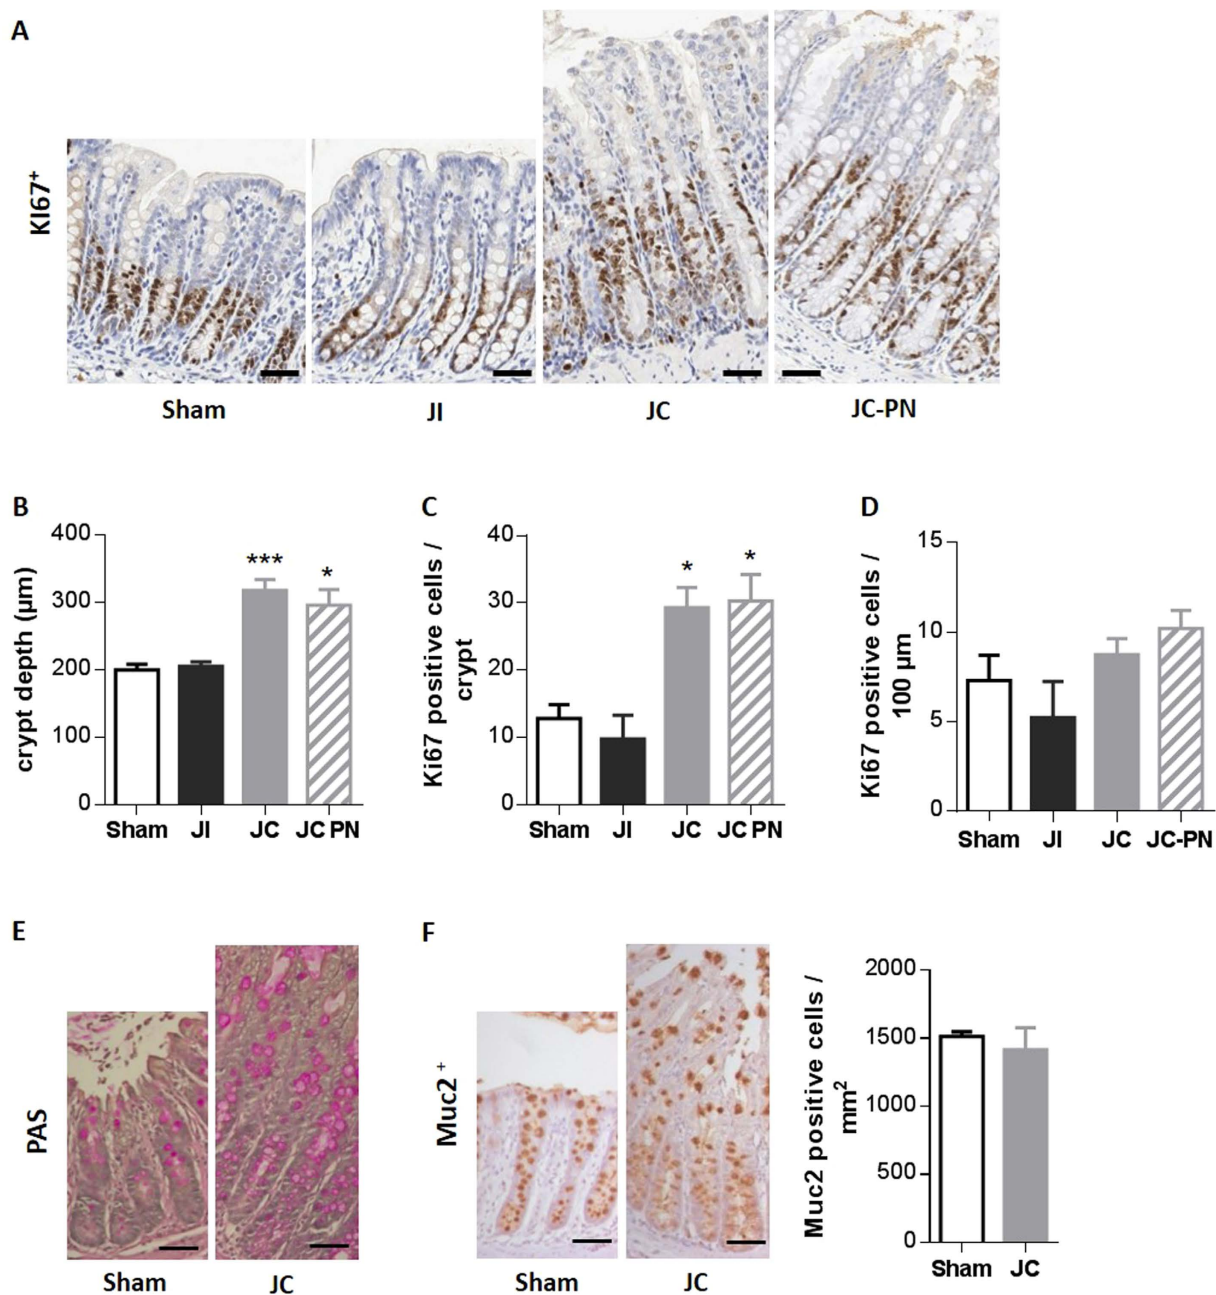 A
KI67+
Sham
JI
JC
JC-PN
B
crypt depth (µm)
400
300
200
100
0
***
*
Sham
JI
JC
JC PN
C
Ki67 positive cells /
crypt
40
30
20
10
0
*
*
Sham
JI
JC
JC PN
D
Ki67 positive cells /
100 µm
15
10
5
0
Sham
JI
JC
JC-PN
E
PAS
Sham
JC
F
Muc2 +
Sham
JC
Muc2 positive cells /
mm2
2000
1500
1000
500
0
Sham
JC